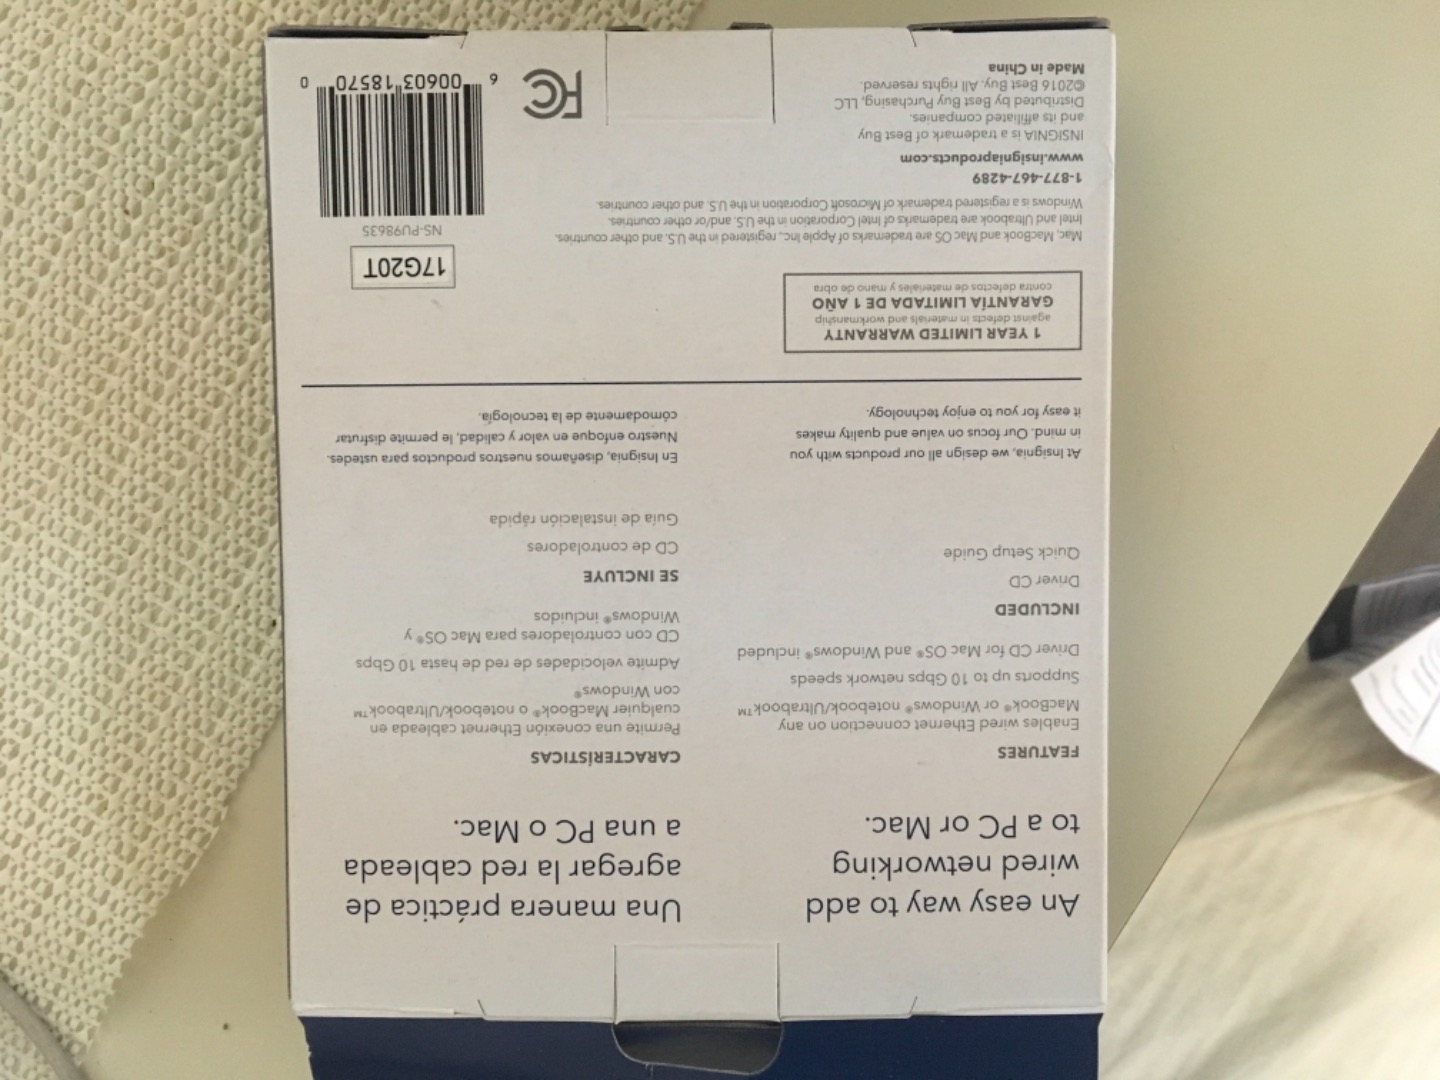 An easy way to add
wired networking
to a PC or Mac.
FEATURES
Enables wired Ethernet connection on any
MacBook® or Windows® notebook/Ultrabook™
Supports up to 10 Gbps network speeds
Driver CD for Mac OS® and Windows® included
INCLUDED
Driver CD
Quick Setup Guide
At Insignia, we design all our products with you
in mind. Our focus on value and quality makes
it easy for you to enjoy technology.
Una manera práctica de
agregar la red cableada
a una PC o Mac.
CARACTERÍSTICAS
Permite una conexión Ethernet cableada en
cualquier MacBook® o notebook/Ultrabook™
con Windows®
Admite velocidades de red de hasta 10 Gbps
CD con controladores para Mac OS® y
Windows® incluidos
SE INCLUYE
CD de controladores
Guía de instalación rápida
En Insignia, diseñamos nuestros productos para ustedes.
Nuestro enfoque en valor y calidad, le permite disfrutar
cómodamente de la tecnología.
1 YEAR LIMITED WARRANTY
against defects in materials and workmanship
GARANTÍA LIMITADA DE 1 AÑO
contra defectos de materiales y mano de obra
Mac, MacBook and Mac OS are trademarks of Apple Inc., registered in the U.S. and other countries.
Intel and Ultrabook are trademarks of Intel Corporation in the U.S. and/or other countries.
Windows is a registered trademark of Microsoft Corporation in the U.S. and other countries.
1-877-467-4289
www.insigniaproducts.com
INSIGNIA is a trademark of Best Buy
and its affiliated companies.
Distributed by Best Buy Purchasing, LLC
©2016 Best Buy. All rights reserved.
Made in China
17G20T
NS-PU98635
FC
6 00603 18570 0